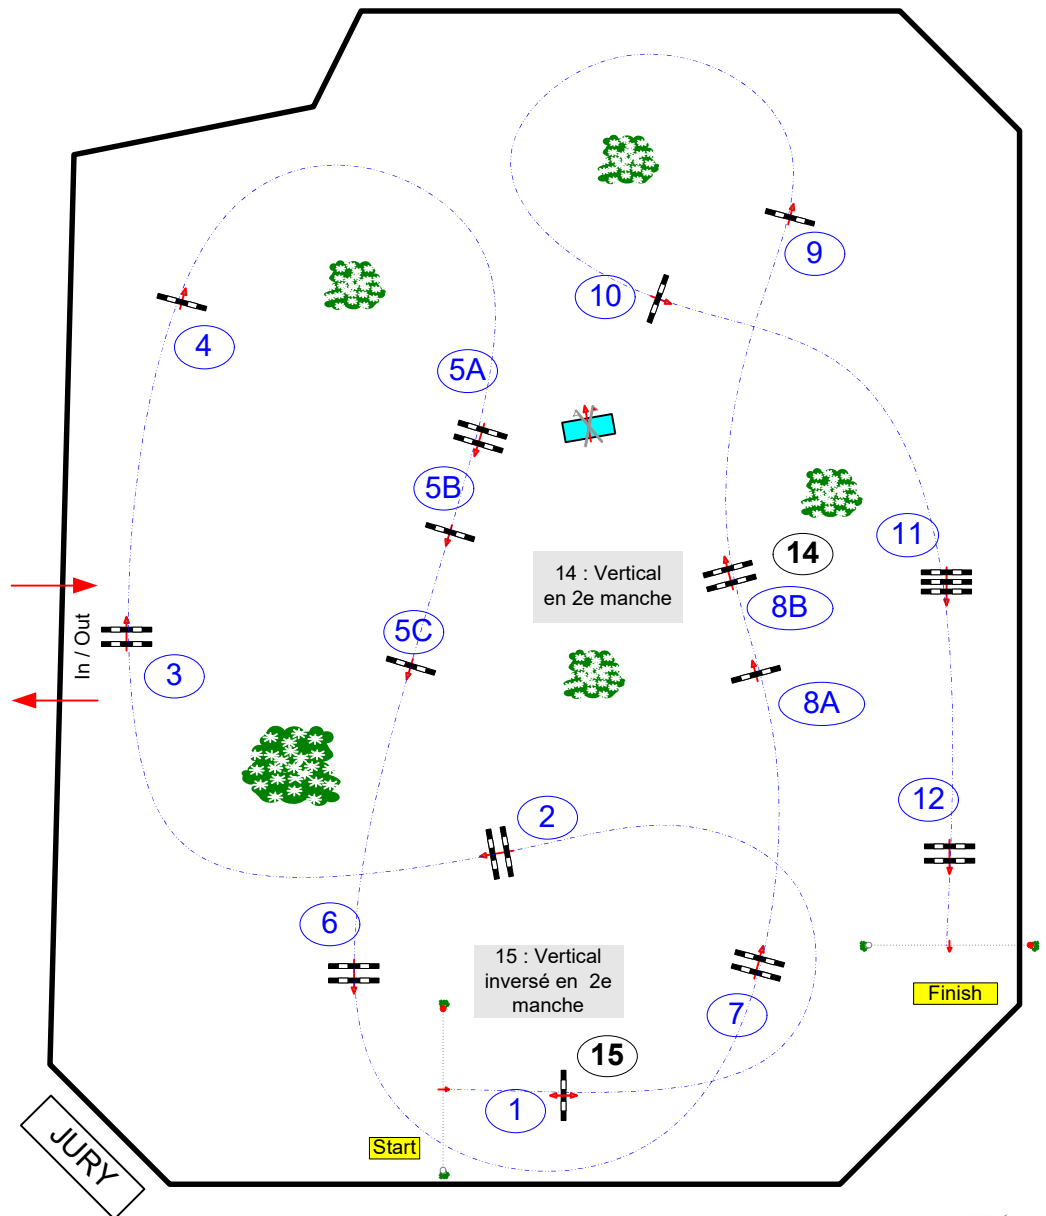 9
10
4
5A
5B
11
14
14 : Vertical
en 2e manche
8B
In / Out
5C
3
8A
12
2
6
15 : Vertical
inversé en 2e
manche
Finish
7
15
1
Start
JURY